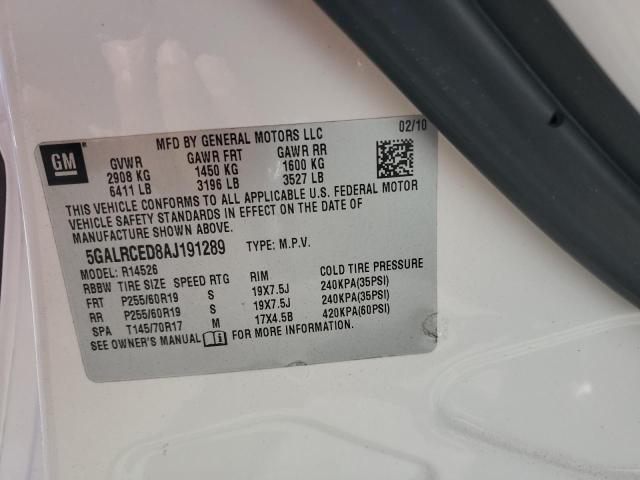 MFD BY GENERAL MOTORS LLC 02/10
GM GVWR GAWR FRT GAWR RR
2908 KG 1450 KG 1600 KG
6411 LB 3196 LB 3527 LB
THIS VEHICLE CONFORMS TO ALL APPLICABLE U.S. FEDERAL MOTOR
VEHICLE SAFETY STANDARDS IN EFFECT ON THE DATE OF
MANUFACTURE SHOWN ABOVE.
5GALRCED8AJ191289 TYPE: M.P.V.
MODEL: R14526
RBBW TIRE SIZE SPEED RTG RIM COLD TIRE PRESSURE
FRT P255/60R19 S 19X7.5J 240KPA(35PSI)
RR P255/60R19 S 19X7.5J 240KPA(35PSI)
SPA T145/70R17 M 17X4.5B 420KPA(60PSI)
SEE OWNER'S MANUAL FOR MORE INFORMATION.